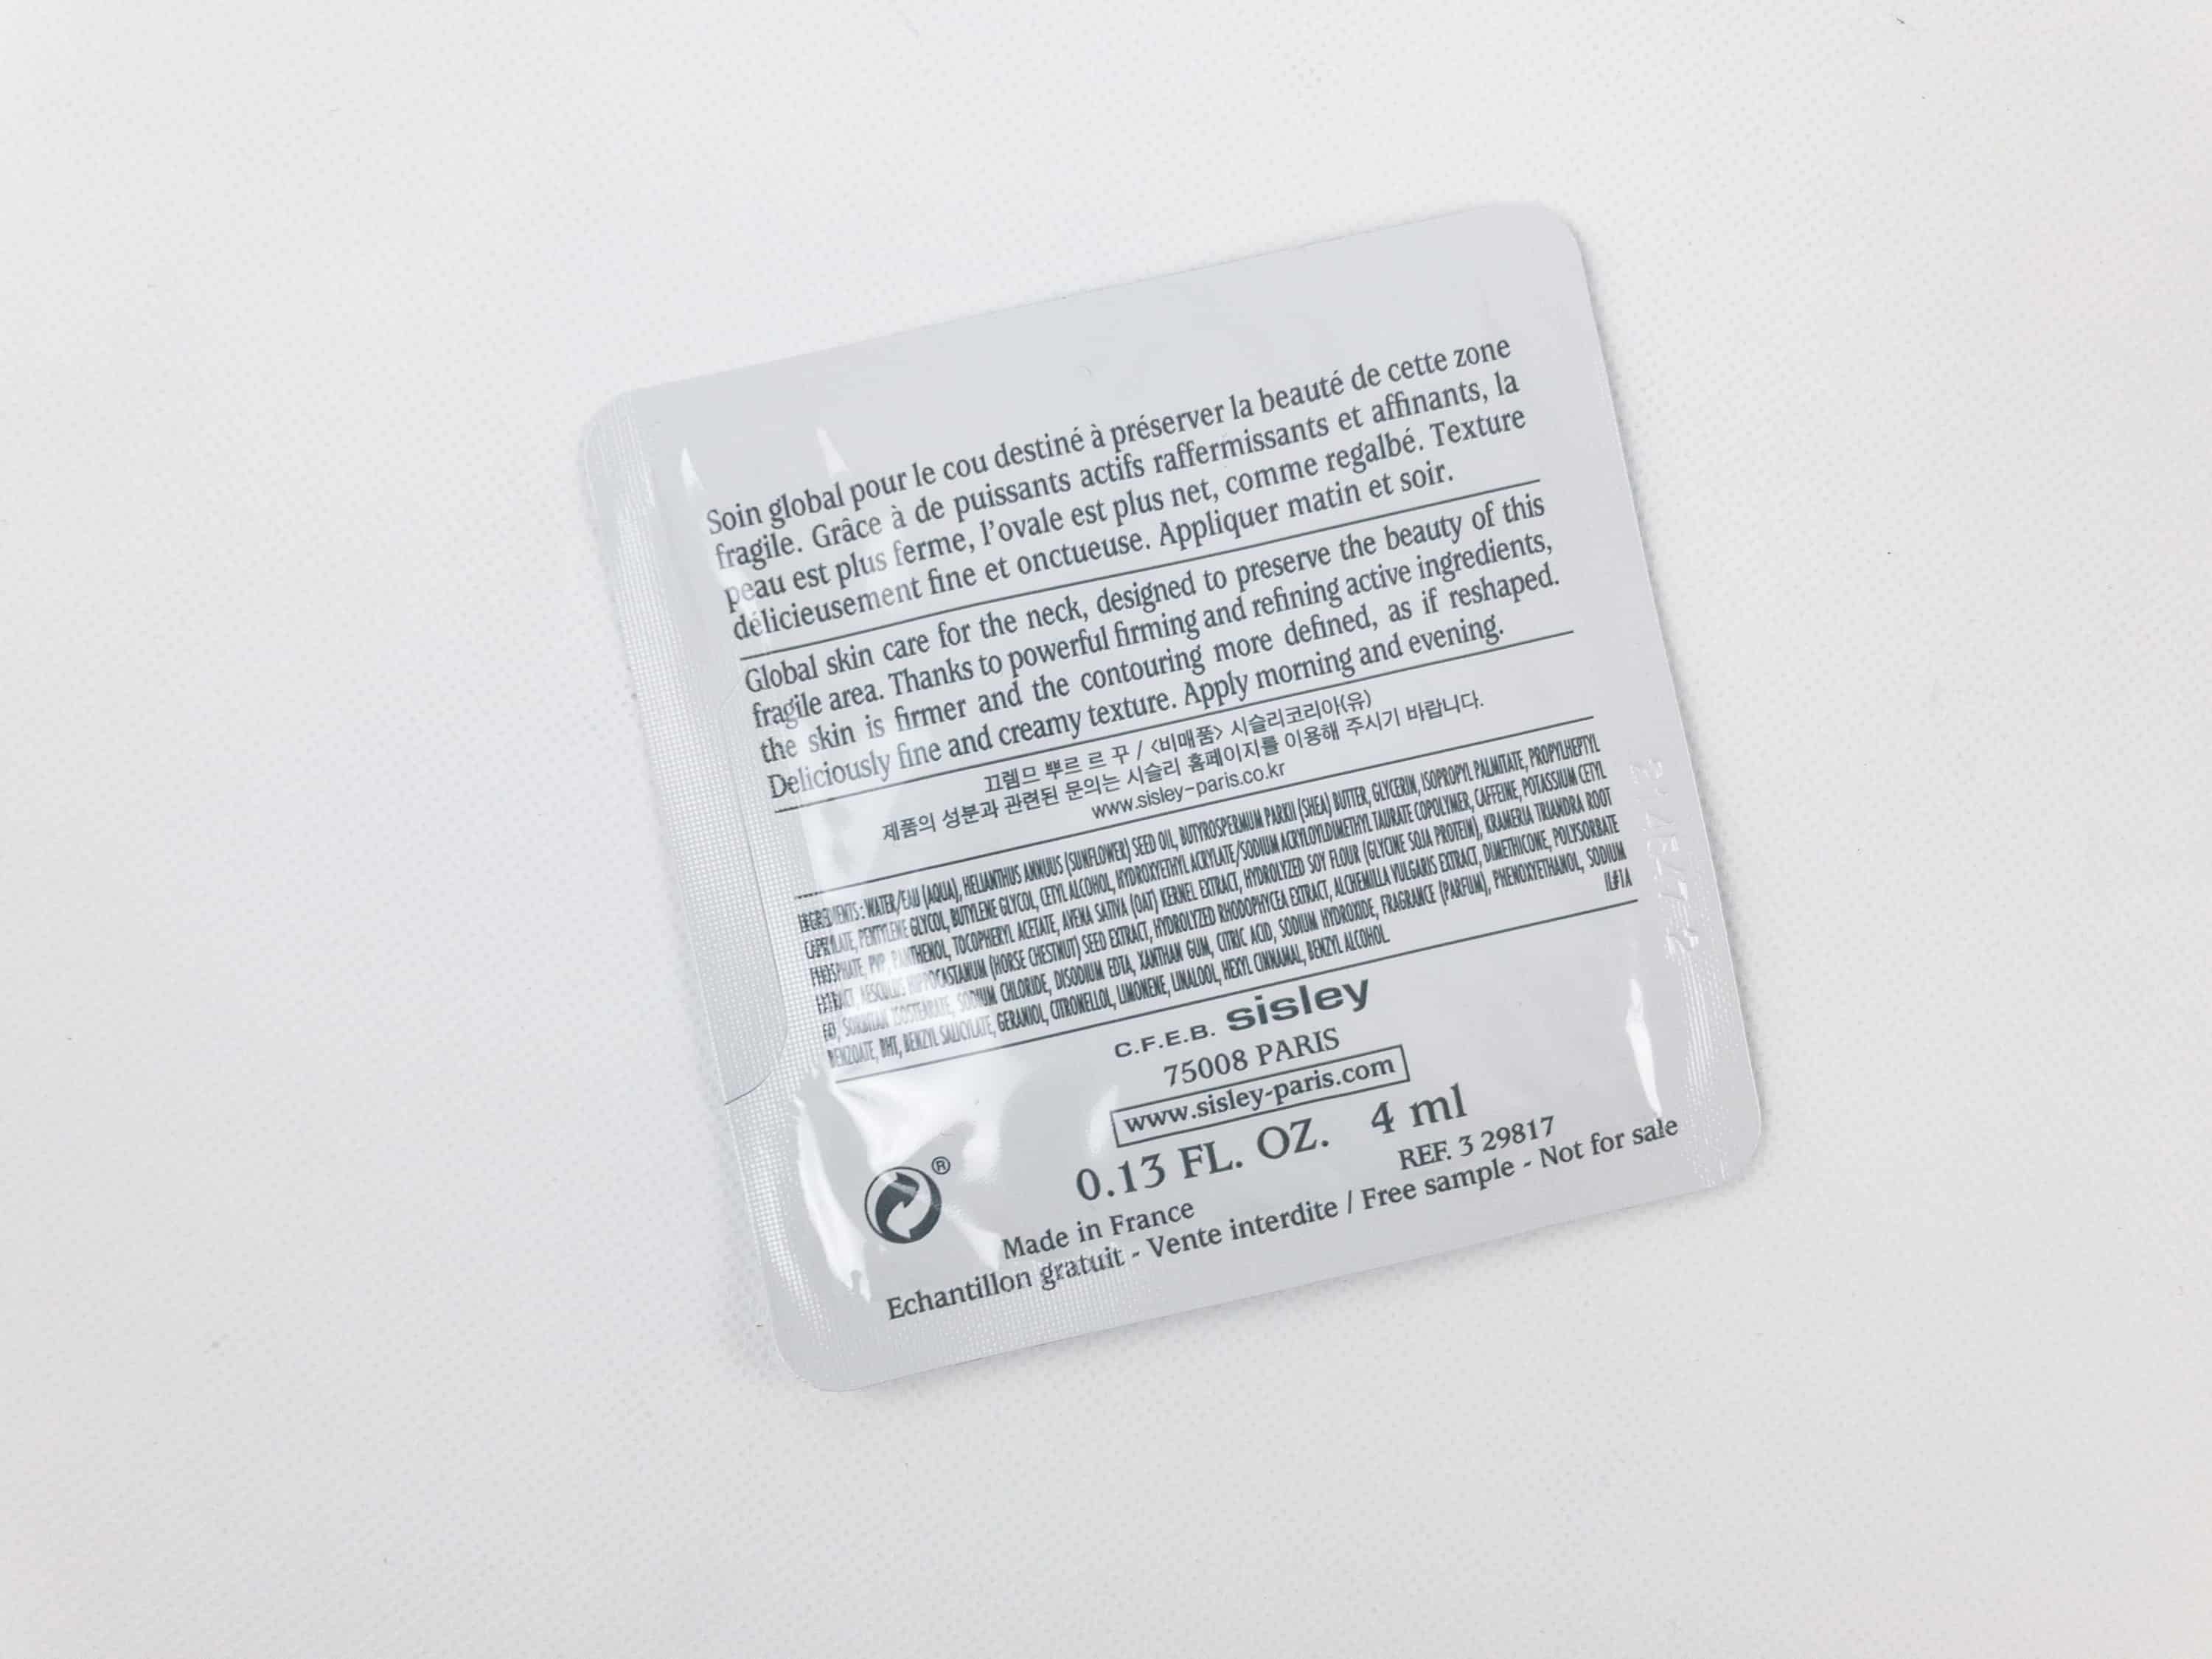 Soin global pour le cou destiné à préserver la beauté de cette zone
fragile. Grâce à de puissants actifs raffermissants et affinants, la
peau est plus ferme, l'ovale est plus net, comme regalbé. Texture
délicieusement fine et onctueuse. Appliquer matin et soir.
Global skin care for the neck, designed to preserve the beauty of this
fragile area. Thanks to powerful firming and refining active ingredients,
the skin is firmer and the contouring more defined, as if reshaped.
Deliciously fine and creamy texture. Apply morning and evening.
끄렘므 뿌르 르 꾸 / <비매품> 시슬리코리아(유)
제품의 성분과 관련된 문의는 시슬리 홈페이지를 이용해 주시기 바랍니다.
www.sisley-paris.co.kr
INGREDIENTS : WATER/EAU (AQUA), HELIANTHUS ANNUUS (SUNFLOWER) SEED OIL, BUTYROSPERMUM PARKII (SHEA) BUTTER, GLYCERIN, ISOPROPYL PALMITATE, PROPYLHEPTYL
CAPRYLATE, PENTYLENE GLYCOL, BUTYLENE GLYCOL, CETYL ALCOHOL, HYDROXYETHYL ACRYLATE/SODIUM ACRYLOYLDIMETHYL TAURATE COPOLYMER, CAFFEINE, POTASSIUM CETYL
PHOSPHATE, PVP, PANTHENOL, TOCOPHERYL ACETATE, AVENA SATIVA (OAT) KERNEL EXTRACT, HYDROLYZED SOY FLOUR (GLYCINE SOJA PROTEIN), KRAMERIA TRIANDRA ROOT
EXTRACT, AESCULUS HIPPOCASTANUM (HORSE CHESTNUT) SEED EXTRACT, HYDROLYZED RHODOPHYCEA EXTRACT, ALCHEMILLA VULGARIS EXTRACT, DIMETHICONE, POLYSORBATE
SORBITAN ISOSTEARATE, SODIUM CHLORIDE, DISODIUM EDTA, XANTHAN GUM, CITRIC ACID, SODIUM HYDROXIDE, FRAGRANCE (PARFUM), PHENOXYETHANOL, SODIUM
BENZOATE, BHT, BENZYL SALICYLATE, GERANIOL, CITRONELLOL, LIMONENE, LINALOOL, HEXYL CINNAMAL, BENZYL ALCOHOL IL#1A
C.F.E.B. sisley
75008 PARIS
www.sisley-paris.com
0.13 FL. OZ. 4 ml
®
Made in France REF. 3 29817
Echantillon gratuit - Vente interdite / Free sample - Not for sale